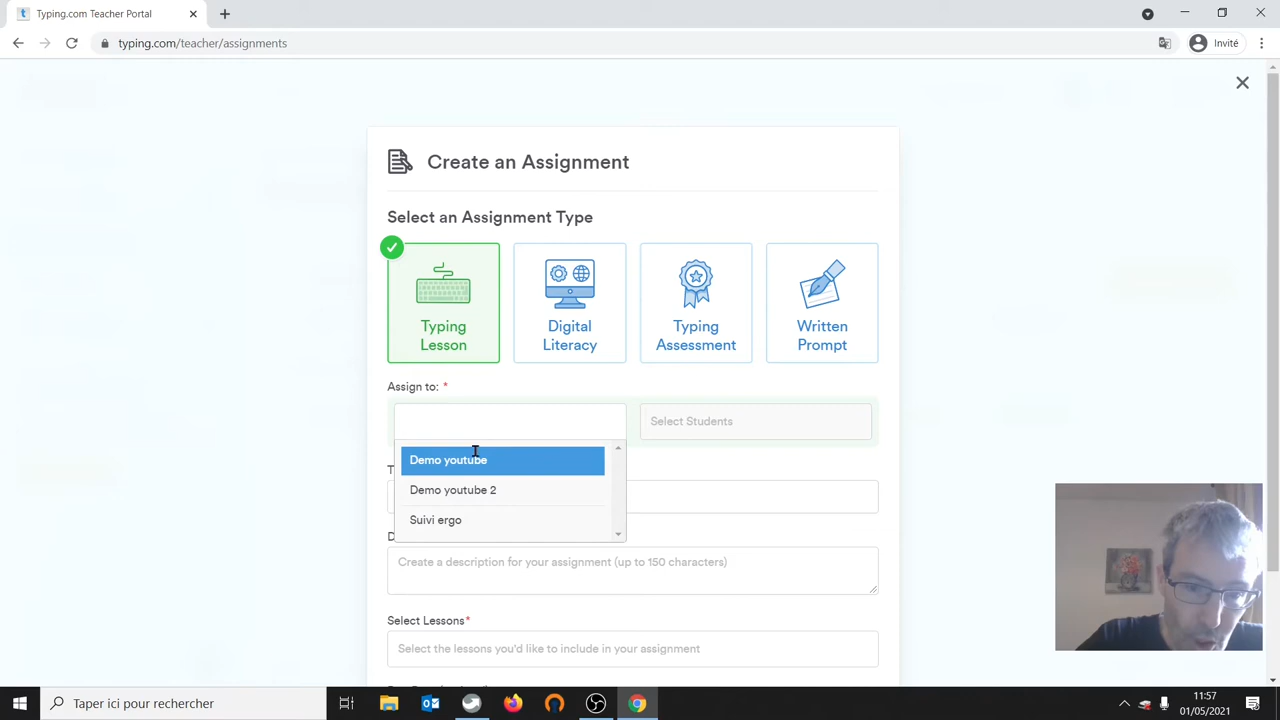 Typing.com Teacher Portal
typing.com/teacher/assignments
Invité
Create an Assignment
Select an Assignment Type
Typing
Lesson
Digital
Literacy
Typing
Assessment
Written
Prompt
Assign to: *
Select Students
Demo youtube
Demo youtube 2
Suivi ergo
T
D
Create a description for your assignment (up to 150 characters)
Select Lessons*
Select the lessons you'd like to include in your assignment
Taper ici pour rechercher
11:57
01/05/2021